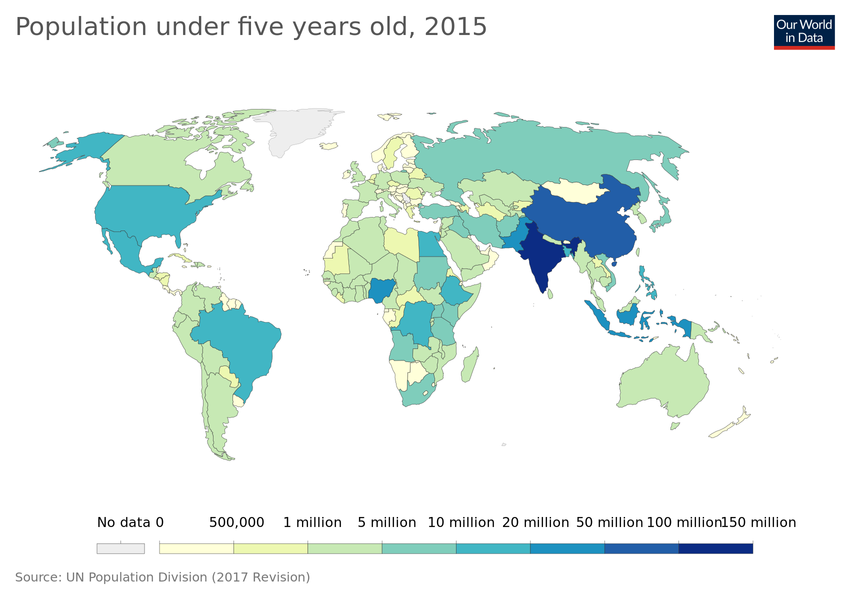 Population under five years old, 2015
Our World
in Data
No data 0 500,000 1 million 5 million 10 million 20 million 50 million 100 million 150 million
Source: UN Population Division (2017 Revision)